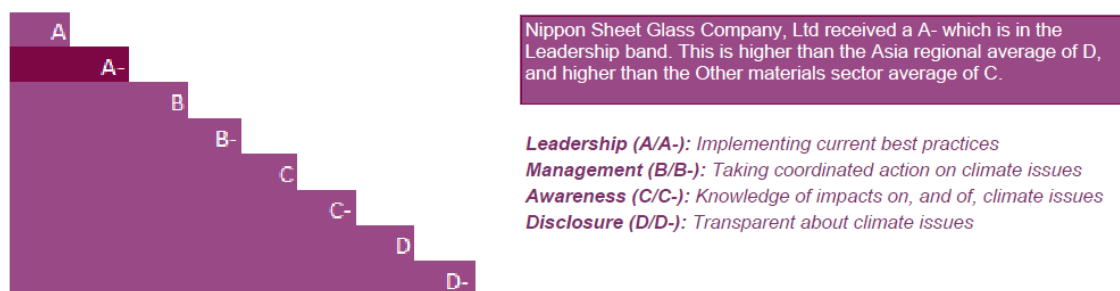 A
A-
B
B-
C
C-
D
D-
Nippon Sheet Glass Company, Ltd received a A- which is in the
Leadership band. This is higher than the Asia regional average of D,
and higher than the Other materials sector average of C.
Leadership (A/A-): Implementing current best practices
Management (B/B-): Taking coordinated action on climate issues
Awareness (C/C-): Knowledge of impacts on, and of, climate issues
Disclosure (D/D-): Transparent about climate issues